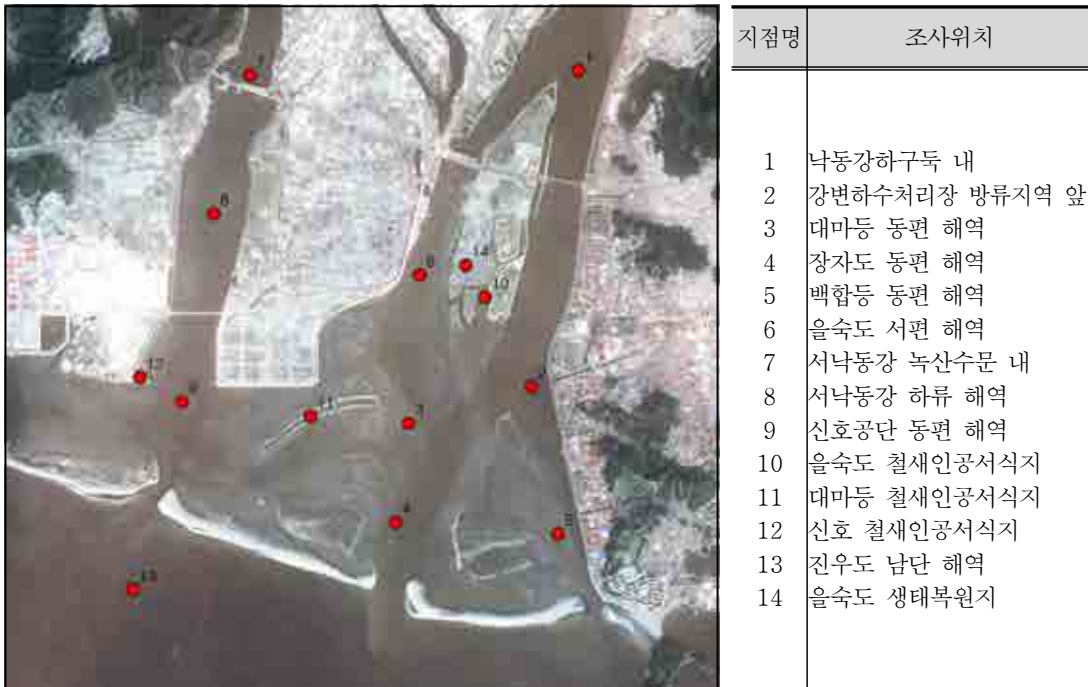 지점명 조사위치
1 낙동강하구둑 내
2 강변하수처리장 방류지역 앞
3 대마등 동편 해역
4 장자도 동편 해역
5 백합등 동편 해역
6 을숙도 서편 해역
7 서낙동강 녹산수문 내
8 서낙동강 하류 해역
9 신호공단 동편 해역
10 을숙도 철새인공서식지
11 대마등 철새인공서식지
12 신호 철새인공서식지
13 진우도 남단 해역
14 을숙도 생태복원지
8
14
10
12
11
4
13